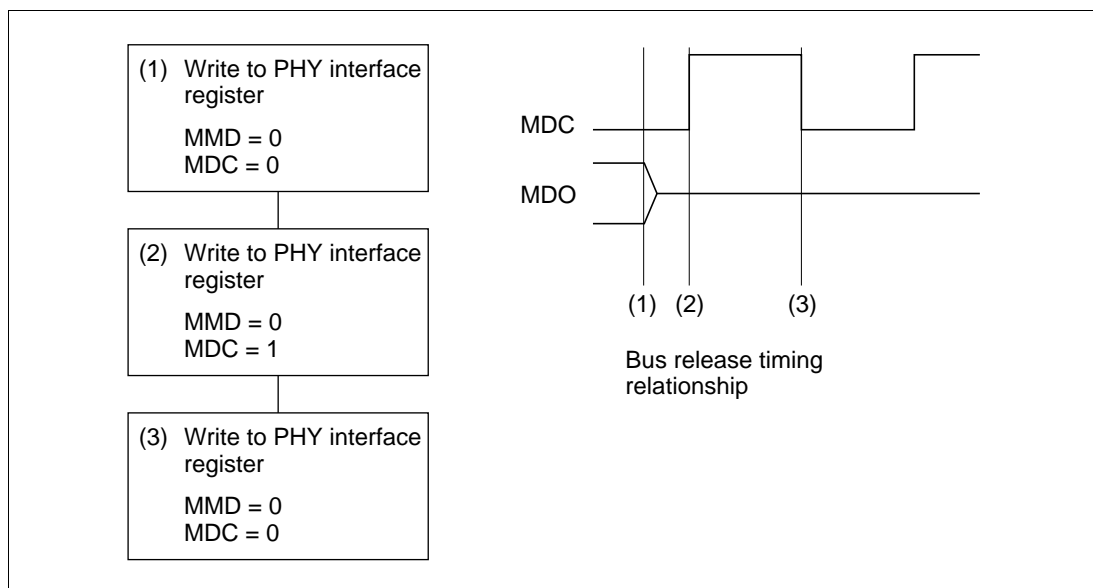 (1) Write to PHY interface
register
MMD = 0
MDC = 0
(2) Write to PHY interface
register
MMD = 0
MDC = 1
(3) Write to PHY interface
register
MMD = 0
MDC = 0
MDC
MDO
(1) (2) (3)
Bus release timing
relationship